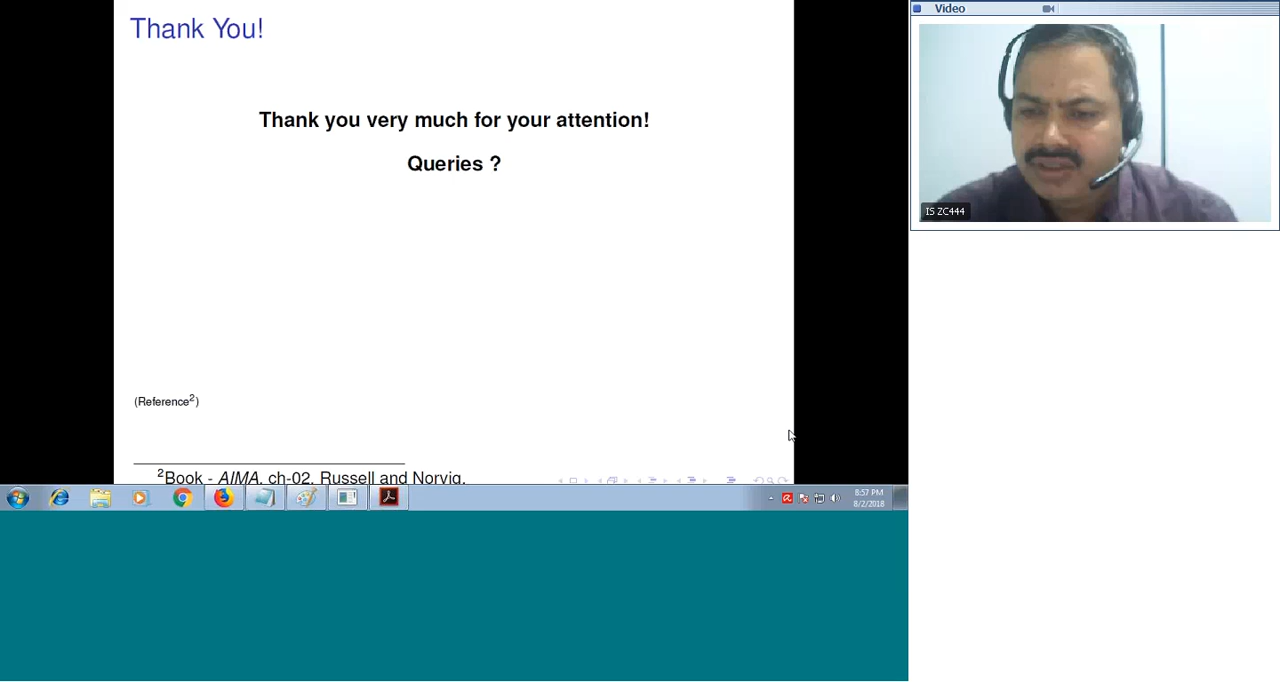 Thank You!
Thank you very much for your attention!
Queries ?
(Reference2)
2Book - AIMA, ch-02, Russell and Norvig.
8:57 PM
8/2/2018
Video
IS ZC444